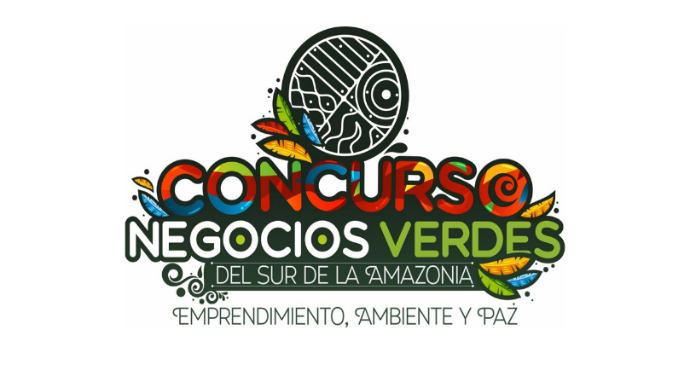 CONCURSO
NEGOCIOS VERDES
DEL SUR DE LA AMAZONIA
EMPRENDIMIENTO, AMBIENTE Y PAZ